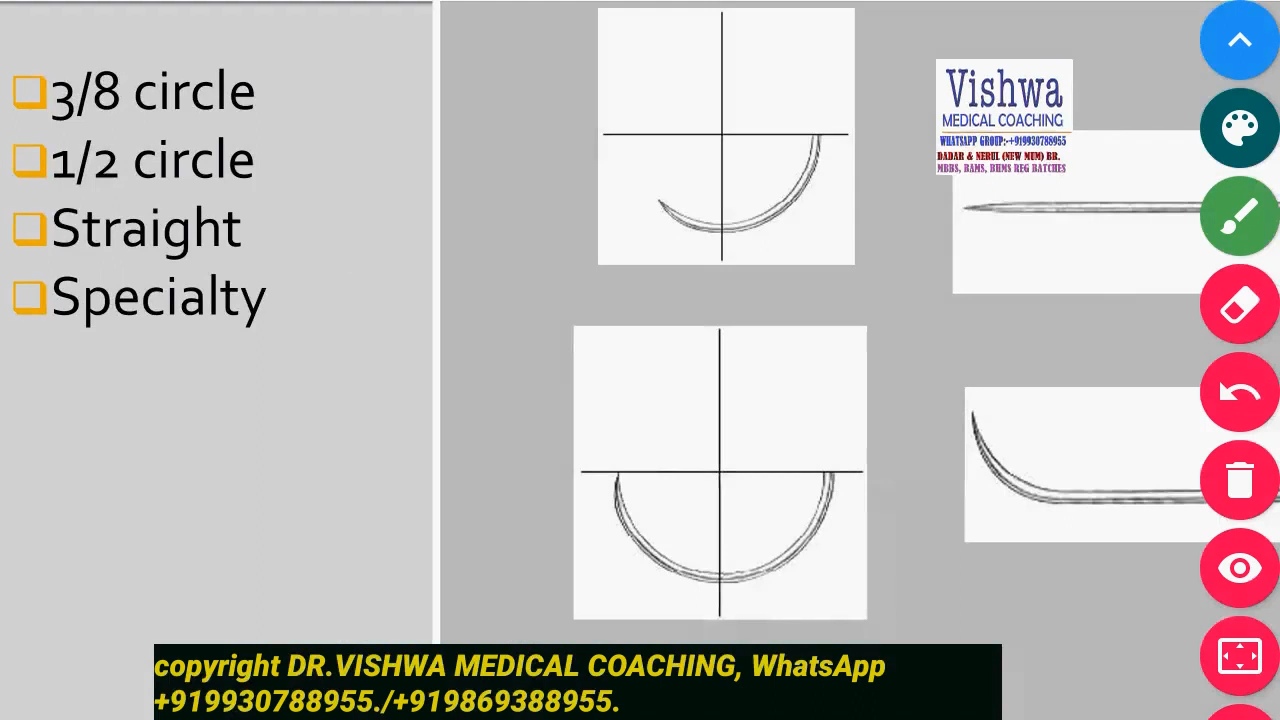 3/8 circle
1/2 circle
Straight
Specialty
Vishwa
MEDICAL COACHING
WHATSAPP GROUP:-+919930788955
DADAR & NERUL (NEW MUM) BR.
MBBS, BAMS, BHMS REG BATCHES
copyright DR.VISHWA MEDICAL COACHING, WhatsApp
+919930788955./+919869388955.